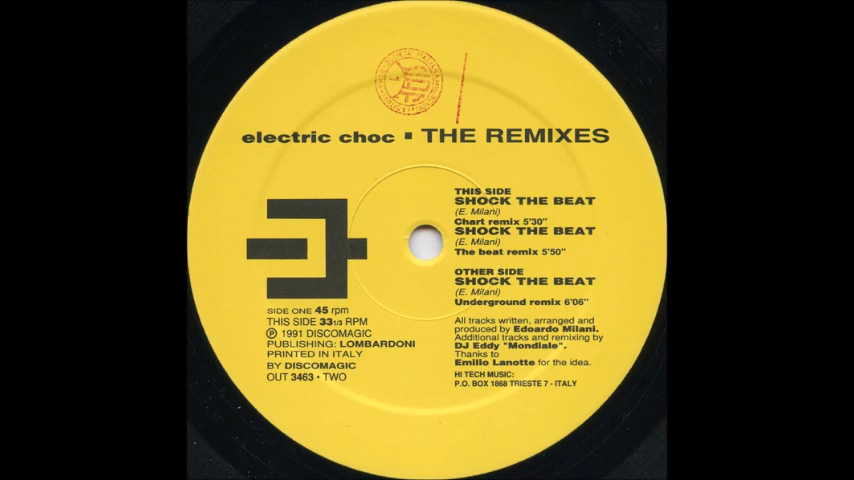 electric choc ▪ THE REMIXES
THIS SIDE
SHOCK THE BEAT
(E. Milani)
Chart remix 5'30"
SHOCK THE BEAT
(E. Milani)
The beat remix 5'50"
OTHER SIDE
SHOCK THE BEAT
(E. Milani)
Underground remix 6'06"
All tracks written, arranged and
produced by Edoardo Milani.
Additional tracks and remixing by
DJ Eddy "Mondiale".
Thanks to
Emilio Lanotte for the idea.
HI TECH MUSIC:
P.O. BOX 1868 TRIESTE 7 - ITALY
SIDE ONE 45 rpm
THIS SIDE 33 1/3 RPM
Ⓟ 1991 DISCOMAGIC
PUBLISHING: LOMBARDONI
PRINTED IN ITALY
BY DISCOMAGIC
OUT 3463 • TWO